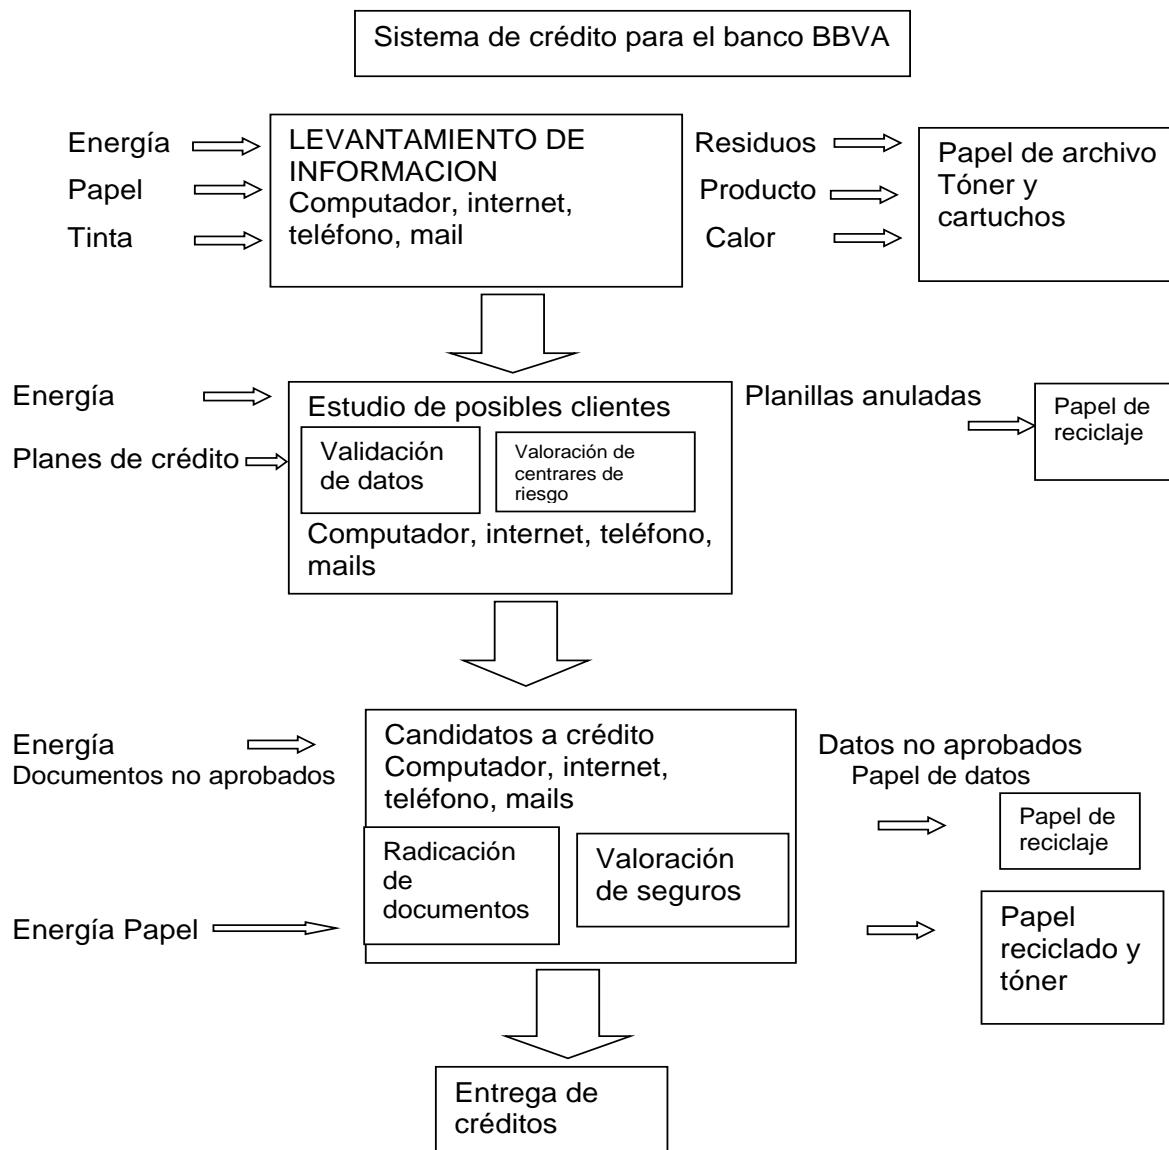 Sistema de crédito para el banco BBVA
Energía
Papel
Tinta
LEVANTAMIENTO DE
INFORMACION
Computador, internet,
teléfono, mail
Residuos
Producto
Calor
Papel de archivo
Tóner y
cartuchos
Energía
Planes de crédito
Estudio de posibles clientes
Validación
de datos
Valoración de
centrares de
riesgo
Computador, internet, teléfono,
mails
Planillas anuladas
Papel de
reciclaje
Energía
Documentos no aprobados
Energía Papel
Candidatos a crédito
Computador, internet,
teléfono, mails
Radicación
de
documentos
Valoración
de seguros
Datos no aprobados
Papel de datos
Papel de
reciclaje
Papel
reciclado y
tóner
Entrega de
créditos